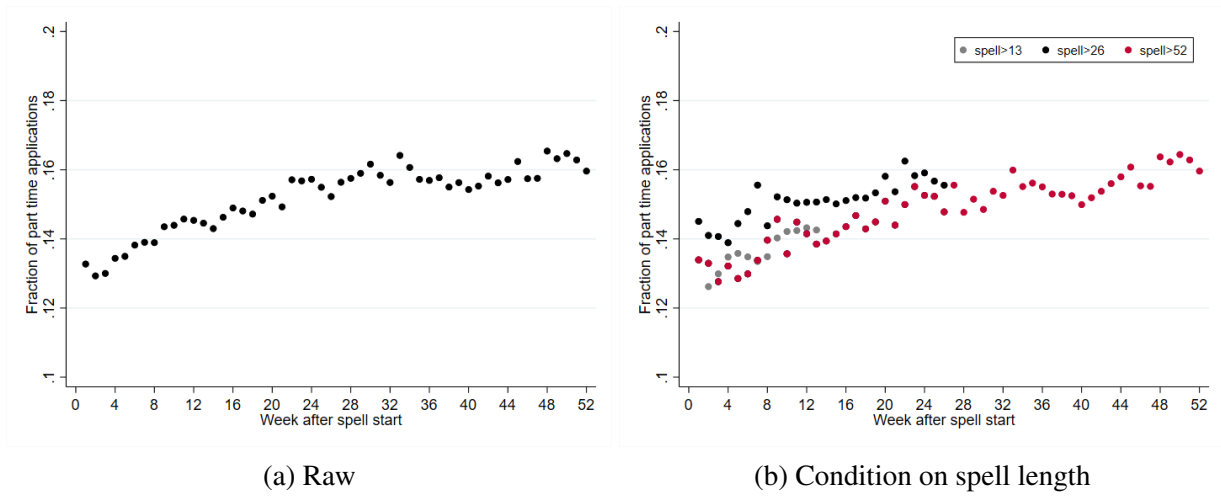 Fraction of part time applications
.2
.18
.16
.14
.12
.1
0 4 8 12 16 20 24 28 32 36 40 44 48 52
Week after spell start
(a) Raw
Fraction of part applications
.2
.18
.16
.14
.12
.1
spell>13 spell>26 spell>52
0 4 8 12 16 20 24 28 32 36 40 44 48 52
Week after spell start
(b) Condition on spell length